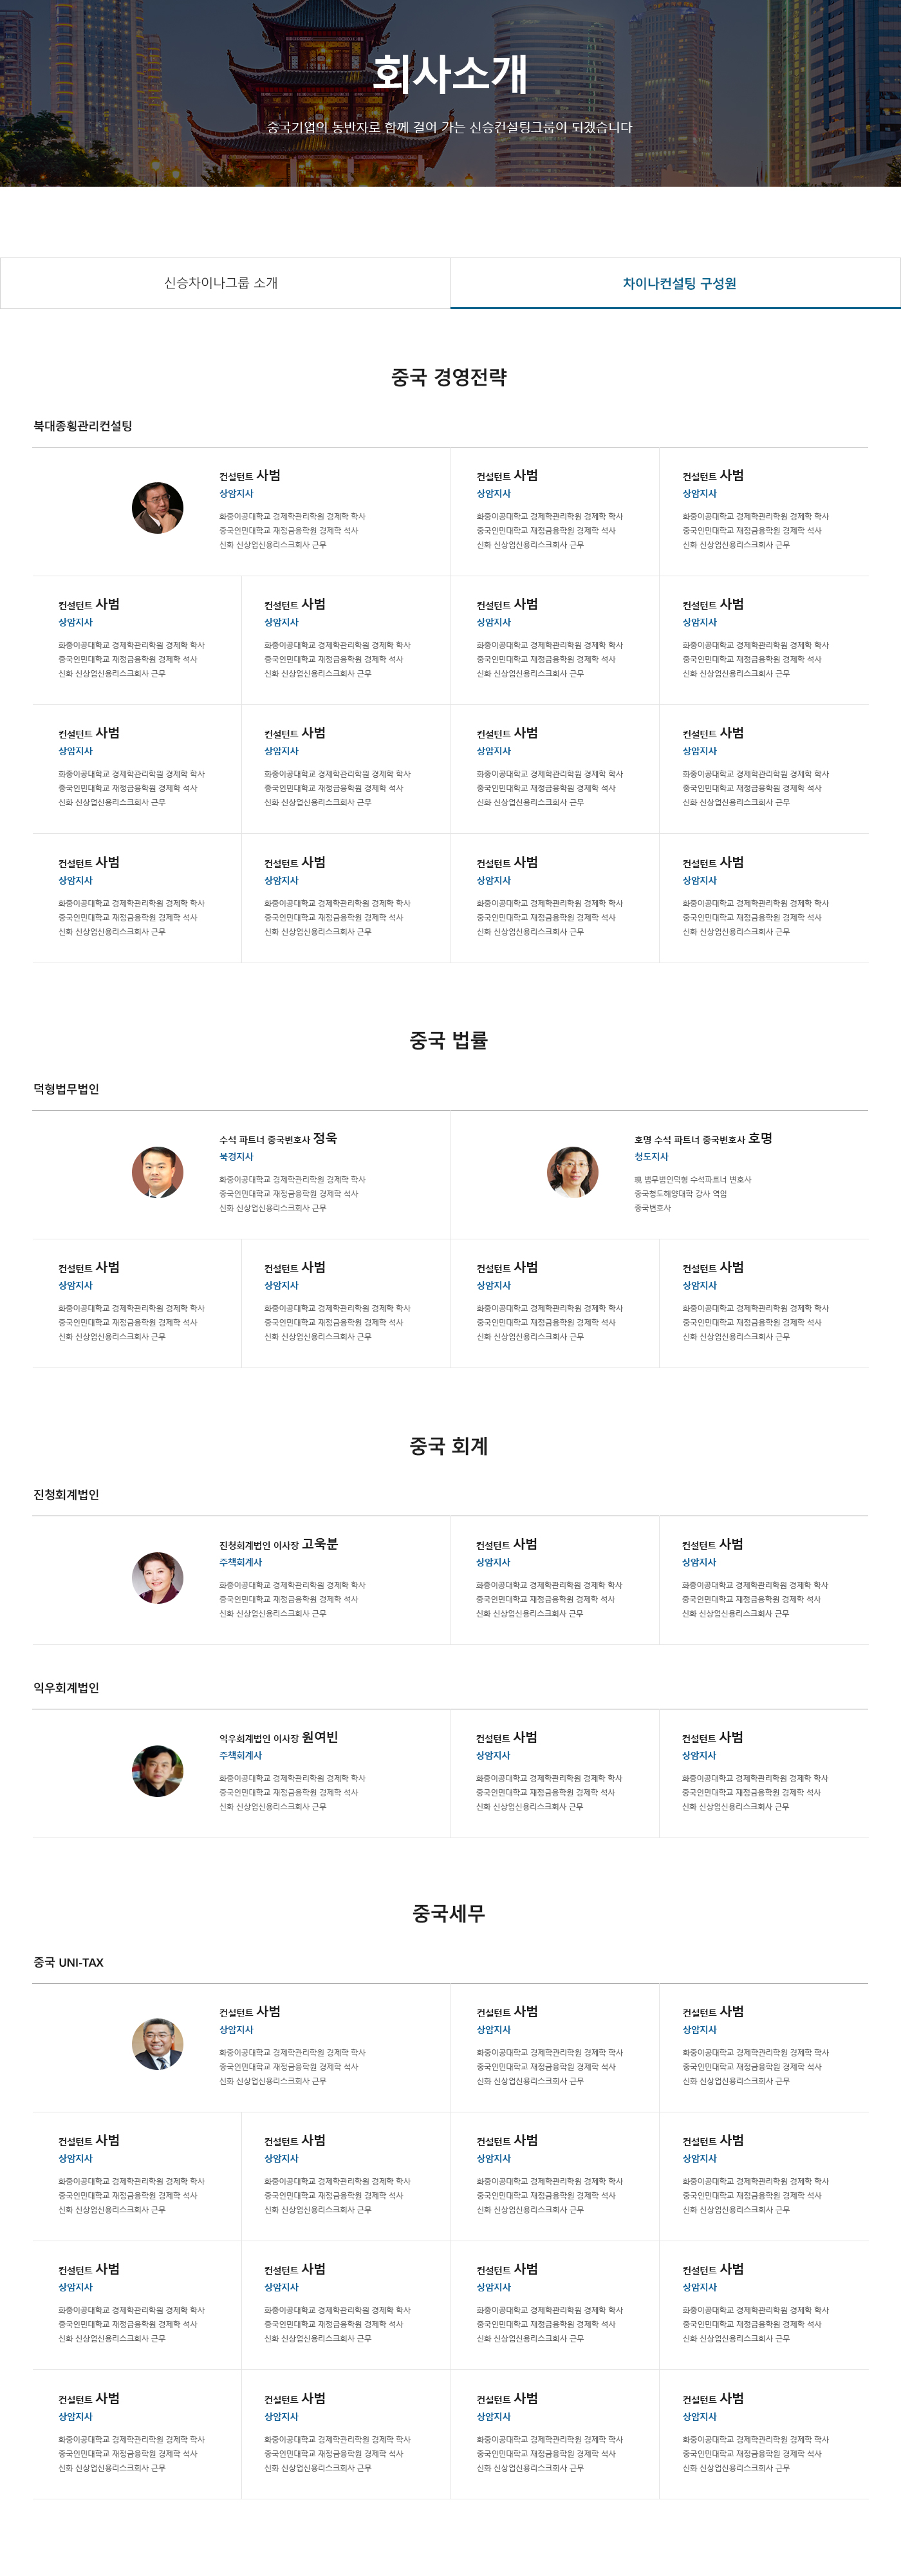 회사소개
중국기업의 동반자로 함께 걸어 가는 신승컨설팅그룹이 되겠습니다
신승차이나그룹 소개
차이나컨설팅 구성원
중국 경영전략
북대종횡관리컨설팅
컨설턴트 사범
상암지사
화중이공대학교 경제학관리학원 경제학 학사
중국인민대학교 재정금융학원 경제학 석사
신화 신상업신용리스크회사 근무
컨설턴트 사범
상암지사
화중이공대학교 경제학관리학원 경제학 학사
중국인민대학교 재정금융학원 경제학 석사
신화 신상업신용리스크회사 근무
컨설턴트 사범
상암지사
화중이공대학교 경제학관리학원 경제학 학사
중국인민대학교 재정금융학원 경제학 석사
신화 신상업신용리스크회사 근무
컨설턴트 사범
상암지사
화중이공대학교 경제학관리학원 경제학 학사
중국인민대학교 재정금융학원 경제학 석사
신화 신상업신용리스크회사 근무
컨설턴트 사범
상암지사
화중이공대학교 경제학관리학원 경제학 학사
중국인민대학교 재정금융학원 경제학 석사
신화 신상업신용리스크회사 근무
컨설턴트 사범
상암지사
화중이공대학교 경제학관리학원 경제학 학사
중국인민대학교 재정금융학원 경제학 석사
신화 신상업신용리스크회사 근무
컨설턴트 사범
상암지사
화중이공대학교 경제학관리학원 경제학 학사
중국인민대학교 재정금융학원 경제학 석사
신화 신상업신용리스크회사 근무
컨설턴트 사범
상암지사
화중이공대학교 경제학관리학원 경제학 학사
중국인민대학교 재정금융학원 경제학 석사
신화 신상업신용리스크회사 근무
컨설턴트 사범
상암지사
화중이공대학교 경제학관리학원 경제학 학사
중국인민대학교 재정금융학원 경제학 석사
신화 신상업신용리스크회사 근무
컨설턴트 사범
상암지사
화중이공대학교 경제학관리학원 경제학 학사
중국인민대학교 재정금융학원 경제학 석사
신화 신상업신용리스크회사 근무
컨설턴트 사범
상암지사
화중이공대학교 경제학관리학원 경제학 학사
중국인민대학교 재정금융학원 경제학 석사
신화 신상업신용리스크회사 근무
컨설턴트 사범
상암지사
화중이공대학교 경제학관리학원 경제학 학사
중국인민대학교 재정금융학원 경제학 석사
신화 신상업신용리스크회사 근무
컨설턴트 사범
상암지사
화중이공대학교 경제학관리학원 경제학 학사
중국인민대학교 재정금융학원 경제학 석사
신화 신상업신용리스크회사 근무
컨설턴트 사범
상암지사
화중이공대학교 경제학관리학원 경제학 학사
중국인민대학교 재정금융학원 경제학 석사
신화 신상업신용리스크회사 근무
컨설턴트 사범
상암지사
화중이공대학교 경제학관리학원 경제학 학사
중국인민대학교 재정금융학원 경제학 석사
신화 신상업신용리스크회사 근무
중국 법률
덕형법무법인
수석 파트너 중국변호사 정욱
북경지사
화중이공대학교 경제학관리학원 경제학 학사
중국인민대학교 재정금융학원 경제학 석사
신화 신상업신용리스크회사 근무
호명 수석 파트너 중국변호사 호명
청도지사
現 법무법인덕형 수석파트너 변호사
중국청도해양대학 강사 역임
중국변호사
컨설턴트 사범
상암지사
화중이공대학교 경제학관리학원 경제학 학사
중국인민대학교 재정금융학원 경제학 석사
신화 신상업신용리스크회사 근무
컨설턴트 사범
상암지사
화중이공대학교 경제학관리학원 경제학 학사
중국인민대학교 재정금융학원 경제학 석사
신화 신상업신용리스크회사 근무
컨설턴트 사범
상암지사
화중이공대학교 경제학관리학원 경제학 학사
중국인민대학교 재정금융학원 경제학 석사
신화 신상업신용리스크회사 근무
컨설턴트 사범
상암지사
화중이공대학교 경제학관리학원 경제학 학사
중국인민대학교 재정금융학원 경제학 석사
신화 신상업신용리스크회사 근무
중국 회계
진청회계법인
진청회계법인 이사장 고욱분
주책회계사
화중이공대학교 경제학관리학원 경제학 학사
중국인민대학교 재정금융학원 경제학 석사
신화 신상업신용리스크회사 근무
컨설턴트 사범
상암지사
화중이공대학교 경제학관리학원 경제학 학사
중국인민대학교 재정금융학원 경제학 석사
신화 신상업신용리스크회사 근무
컨설턴트 사범
상암지사
화중이공대학교 경제학관리학원 경제학 학사
중국인민대학교 재정금융학원 경제학 석사
신화 신상업신용리스크회사 근무
익우회계법인
익우회계법인 이사장 원여빈
주책회계사
화중이공대학교 경제학관리학원 경제학 학사
중국인민대학교 재정금융학원 경제학 석사
신화 신상업신용리스크회사 근무
컨설턴트 사범
상암지사
화중이공대학교 경제학관리학원 경제학 학사
중국인민대학교 재정금융학원 경제학 석사
신화 신상업신용리스크회사 근무
컨설턴트 사범
상암지사
화중이공대학교 경제학관리학원 경제학 학사
중국인민대학교 재정금융학원 경제학 석사
신화 신상업신용리스크회사 근무
중국세무
중국 UNI-TAX
컨설턴트 사범
상암지사
화중이공대학교 경제학관리학원 경제학 학사
중국인민대학교 재정금융학원 경제학 석사
신화 신상업신용리스크회사 근무
컨설턴트 사범
상암지사
화중이공대학교 경제학관리학원 경제학 학사
중국인민대학교 재정금융학원 경제학 석사
신화 신상업신용리스크회사 근무
컨설턴트 사범
상암지사
화중이공대학교 경제학관리학원 경제학 학사
중국인민대학교 재정금융학원 경제학 석사
신화 신상업신용리스크회사 근무
컨설턴트 사범
상암지사
화중이공대학교 경제학관리학원 경제학 학사
중국인민대학교 재정금융학원 경제학 석사
신화 신상업신용리스크회사 근무
컨설턴트 사범
상암지사
화중이공대학교 경제학관리학원 경제학 학사
중국인민대학교 재정금융학원 경제학 석사
신화 신상업신용리스크회사 근무
컨설턴트 사범
상암지사
화중이공대학교 경제학관리학원 경제학 학사
중국인민대학교 재정금융학원 경제학 석사
신화 신상업신용리스크회사 근무
컨설턴트 사범
상암지사
화중이공대학교 경제학관리학원 경제학 학사
중국인민대학교 재정금융학원 경제학 석사
신화 신상업신용리스크회사 근무
컨설턴트 사범
상암지사
화중이공대학교 경제학관리학원 경제학 학사
중국인민대학교 재정금융학원 경제학 석사
신화 신상업신용리스크회사 근무
컨설턴트 사범
상암지사
화중이공대학교 경제학관리학원 경제학 학사
중국인민대학교 재정금융학원 경제학 석사
신화 신상업신용리스크회사 근무
컨설턴트 사범
상암지사
화중이공대학교 경제학관리학원 경제학 학사
중국인민대학교 재정금융학원 경제학 석사
신화 신상업신용리스크회사 근무
컨설턴트 사범
상암지사
화중이공대학교 경제학관리학원 경제학 학사
중국인민대학교 재정금융학원 경제학 석사
신화 신상업신용리스크회사 근무
컨설턴트 사범
상암지사
화중이공대학교 경제학관리학원 경제학 학사
중국인민대학교 재정금융학원 경제학 석사
신화 신상업신용리스크회사 근무
컨설턴트 사범
상암지사
화중이공대학교 경제학관리학원 경제학 학사
중국인민대학교 재정금융학원 경제학 석사
신화 신상업신용리스크회사 근무
컨설턴트 사범
상암지사
화중이공대학교 경제학관리학원 경제학 학사
중국인민대학교 재정금융학원 경제학 석사
신화 신상업신용리스크회사 근무
컨설턴트 사범
상암지사
화중이공대학교 경제학관리학원 경제학 학사
중국인민대학교 재정금융학원 경제학 석사
신화 신상업신용리스크회사 근무